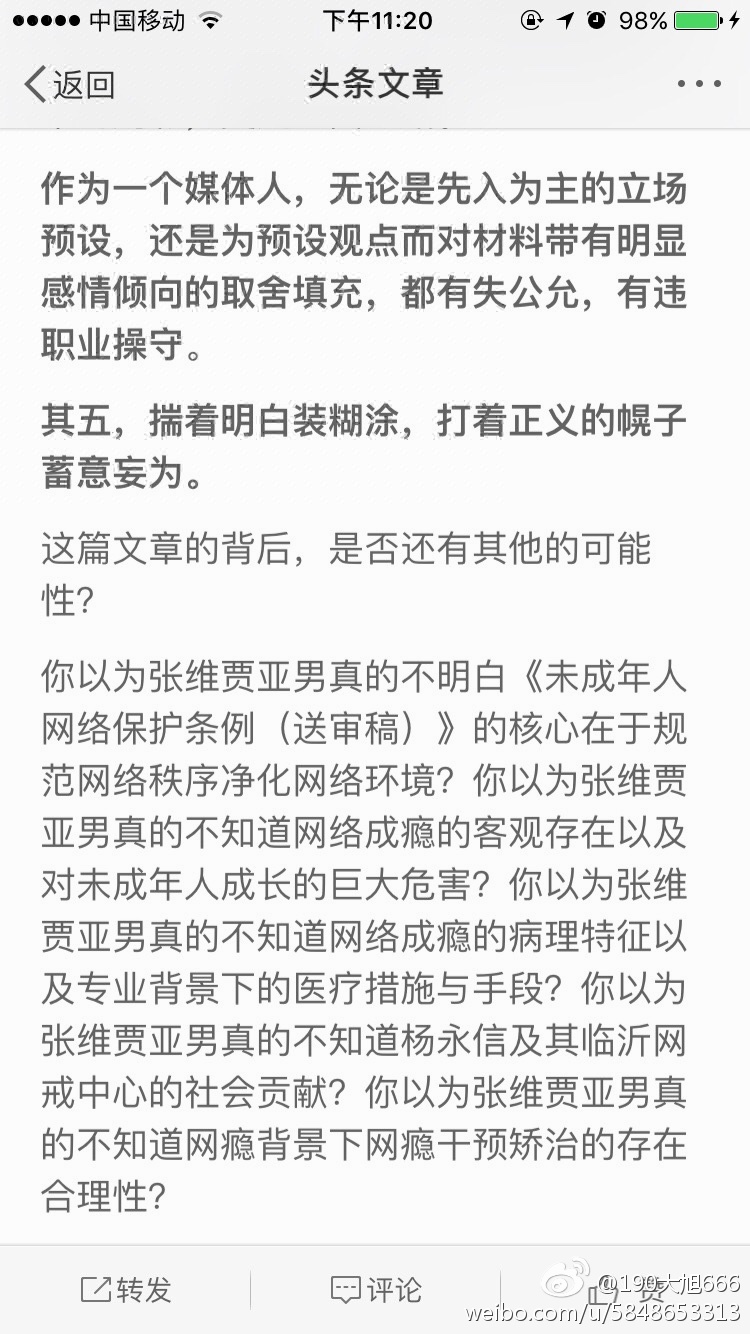 中国移动 下午11:20 98%
返回 头条文章
作为一个媒体人，无论是先入为主的立场
预设，还是为预设观点而对材料带有明显
感情倾向的取舍填充，都有失公允，有违
职业操守。
其五，揣着明白装糊涂，打着正义的幌子
蓄意妄为。
这篇文章的背后，是否还有其他的可能
性？
你以为张维贾亚男真的不明白《未成年人
网络保护条例（送审稿）》的核心在于规
范网络秩序净化网络环境？你以为张维贾
亚男真的不知道网络成瘾的客观存在以及
对未成年人成长的巨大危害？你以为张维
贾亚男真的不知道网络成瘾的病理特征以
及专业背景下的医疗措施与手段？你以为
张维贾亚男真的不知道杨永信及其临沂网
戒中心的社会贡献？你以为张维贾亚男真
的不知道网瘾背景下网瘾干预矫治的存在
合理性？
转发 评论 赞
@190大旭666
weibo.com/u/5848653313